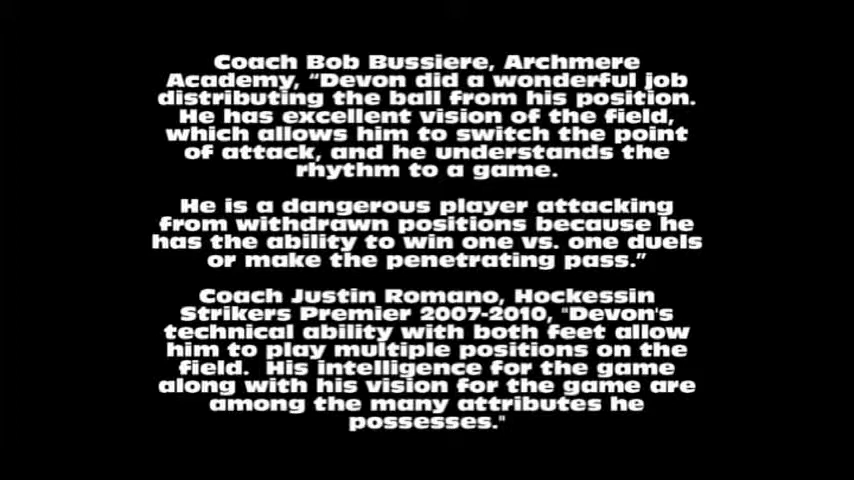 Coach Bob Bussiere, Archmere
Academy, “Devon did a wonderful job
distributing the ball from his position.
He has excellent vision of the field,
which allows him to switch the point
of attack, and he understands the
rhythm to a game.
He is a dangerous player attacking
from withdrawn positions because he
has the ability to win one vs. one duels
or make the penetrating pass.”
Coach Justin Romano, Hockessin
Strikers Premier 2007-2010, "Devon's
technical ability with both feet allow
him to play multiple positions on the
field.  His intelligence for the game
along with his vision for the game are
among the many attributes he
possesses."